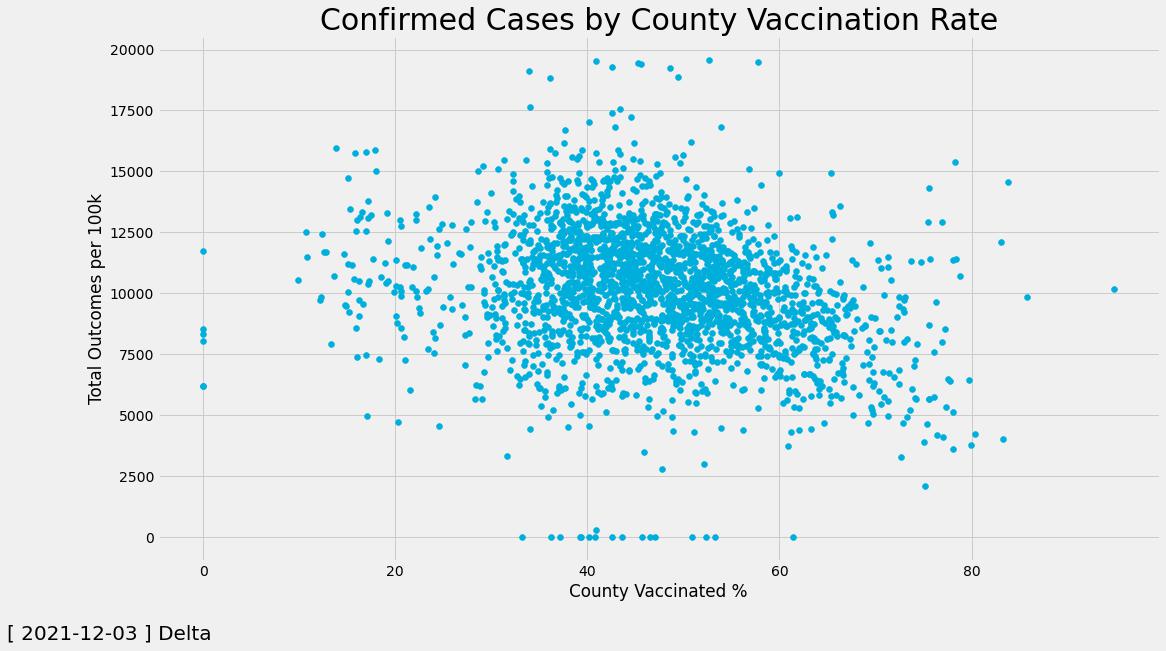 Confirmed Cases by County Vaccination Rate
Total Outcomes per 100k
20000
17500
15000
12500
10000
7500
5000
2500
0
0 20 40 60 80
County Vaccinated %
[ 2021-12-03 ] Delta